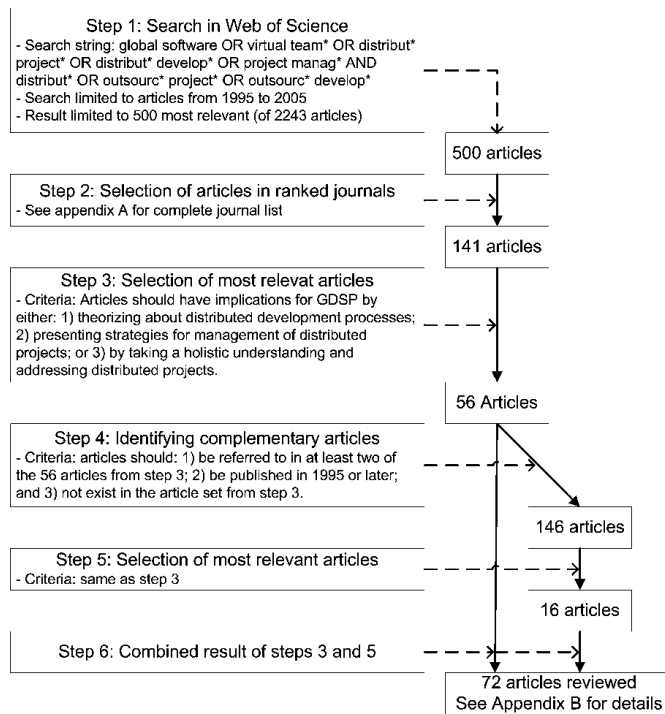 Step 1: Search in Web of Science
- Search string: global software OR virtual team* OR distribut*
project* OR distribut* develop* OR project manag* AND
distribut* OR outsourc* project* OR outsourc* develop*
- Search limited to articles from 1995 to 2005
- Result limited to 500 most relevant (of 2243 articles)
500 articles
Step 2: Selection of articles in ranked journals
- See appendix A for complete journal list
141 articles
Step 3: Selection of most relevat articles
- Criteria: Articles should have implications for GDSP by
either: 1) theorizing about distributed development processes;
2) presenting strategies for management of distributed
projects; or 3) by taking a holistic understanding and
addressing distributed projects.
56 Articles
Step 4: Identifying complementary articles
- Criteria: articles should: 1) be referred to in at least two of
the 56 articles from step 3; 2) be published in 1995 or later;
and 3) not exist in the article set from step 3.
146 articles
Step 5: Selection of most relevant articles
- Criteria: same as step 3
16 articles
Step 6: Combined result of steps 3 and 5
72 articles reviewed
See Appendix B for details